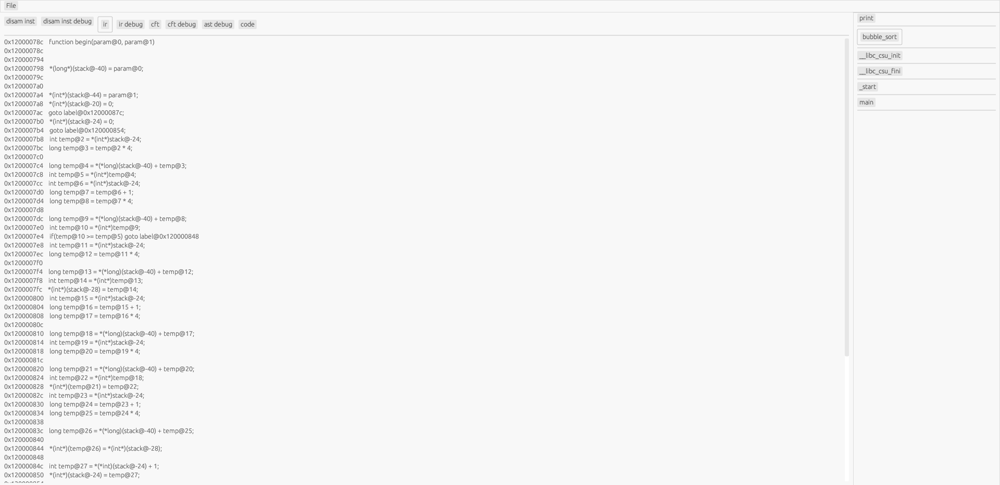 File
disam inst disam inst debug ir ir debug cft cft debug ast debug code
0x12000078c function begin(param@0, param@1)
0x12000078c
0x120000794
0x120000798 *(long*)(stack@-40) = param@0;
0x12000079c
0x1200007a0
0x1200007a4 *(int*)(stack@-44) = param@1;
0x1200007a8 *(int*)(stack@-20) = 0;
0x1200007ac goto label@0x12000087c;
0x1200007b0 *(int*)(stack@-24) = 0;
0x1200007b4 goto label@0x120000854;
0x1200007b8 int temp@2 = *(int*)stack@-24;
0x1200007bc long temp@3 = temp@2 * 4;
0x1200007c0
0x1200007c4 long temp@4 = *(*long)(stack@-40) + temp@3;
0x1200007c8 int temp@5 = *(int*)temp@4;
0x1200007cc int temp@6 = *(int*)stack@-24;
0x1200007d0 long temp@7 = temp@6 + 1;
0x1200007d4 long temp@8 = temp@7 * 4;
0x1200007d8
0x1200007dc long temp@9 = *(*long)(stack@-40) + temp@8;
0x1200007e0 int temp@10 = *(int*)temp@9;
0x1200007e4 if(temp@10 >= temp@5) goto label@0x120000848
0x1200007e8 int temp@11 = *(int*)stack@-24;
0x1200007ec long temp@12 = temp@11 * 4;
0x1200007f0
0x1200007f4 long temp@13 = *(*long)(stack@-40) + temp@12;
0x1200007f8 int temp@14 = *(int*)temp@13;
0x1200007fc *(int*)(stack@-28) = temp@14;
0x120000800 int temp@15 = *(int*)stack@-24;
0x120000804 long temp@16 = temp@15 + 1;
0x120000808 long temp@17 = temp@16 * 4;
0x12000080c
0x120000810 long temp@18 = *(*long)(stack@-40) + temp@17;
0x120000814 int temp@19 = *(int*)stack@-24;
0x120000818 long temp@20 = temp@19 * 4;
0x12000081c
0x120000820 long temp@21 = *(*long)(stack@-40) + temp@20;
0x120000824 int temp@22 = *(int*)temp@18;
0x120000828 *(int*)(temp@21) = temp@22;
0x12000082c int temp@23 = *(int*)stack@-24;
0x120000830 long temp@24 = temp@23 + 1;
0x120000834 long temp@25 = temp@24 * 4;
0x120000838
0x12000083c long temp@26 = *(*long)(stack@-40) + temp@25;
0x120000840
0x120000844 *(int*)(temp@26) = *(int*)(stack@-28);
0x120000848
0x12000084c int temp@27 = *(*int)(stack@-24) + 1;
0x120000850 *(int*)(stack@-24) = temp@27;
print
bubble_sort
__libc_csu_init
__libc_csu_fini
_start
main